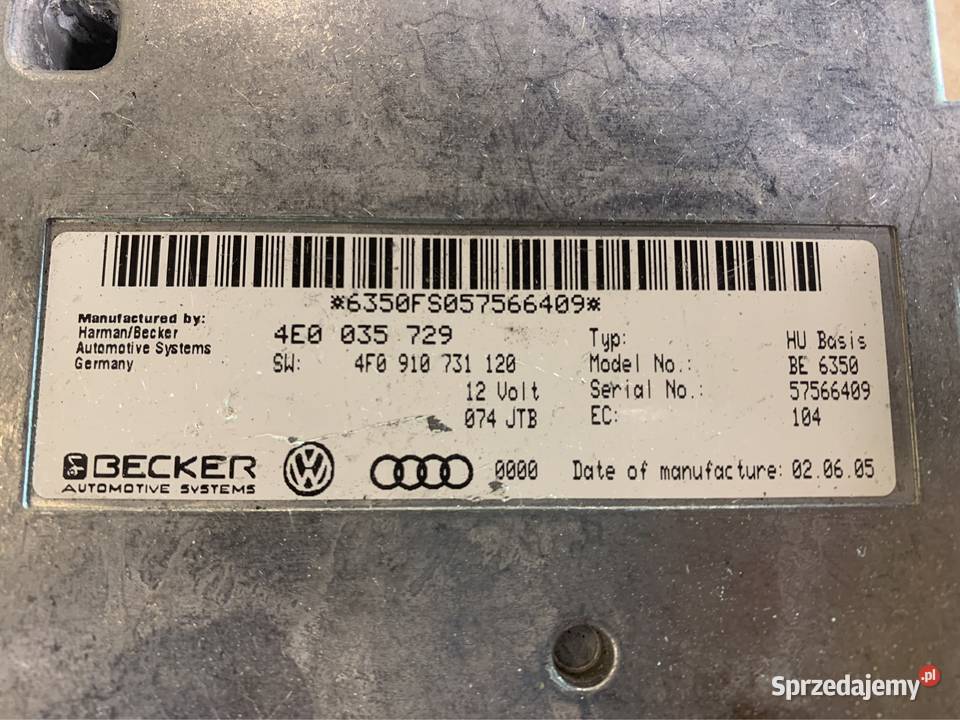 *6350FS057566409*
Manufactured by:
Harman/Becker
Automotive Systems
Germany
4E0 035 729
SW: 4F0 910 731 120
12 Volt
074 JTB
Typ: HU Basis
Model No.: BE 6350
Serial No.: 57566409
EC: 104
BECKER
AUTOMOTIVE SYSTEMS
0000 Date of manufacture: 02.06.05
Sprzedajemy.pl